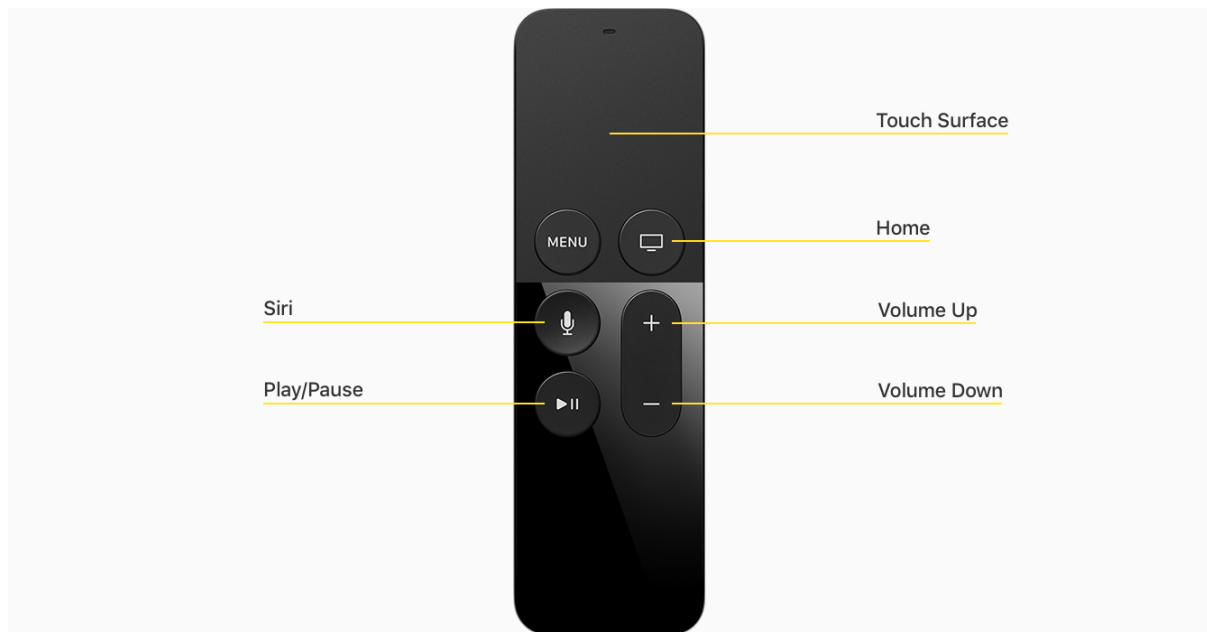 Touch Surface
Home
MENU
Siri
Volume Up
Play/Pause
Volume Down